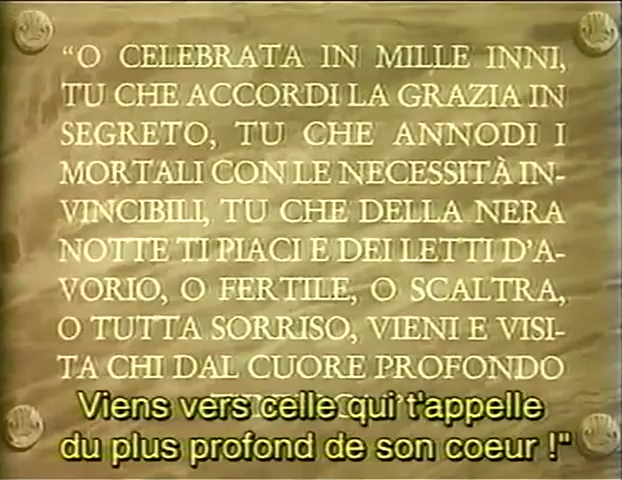 “O CELEBRATA IN MILLE INNI,
TU CHE ACCORDI LA GRAZIA IN
SEGRETO, TU CHE ANNODI I
MORTALI CON LE NECESSITÀ IN-
VINCIBILI, TU CHE DELLA NERA
NOTTE TI PIACI E DEI LETTI D'A-
VORIO, O FERTILE, O SCALTRA,
O TUTTA SORRISO, VIENI E VISI-
TA CHI DAL CUORE PROFONDO
Viens vers celle qui t'appelle
du plus profond de son coeur !"